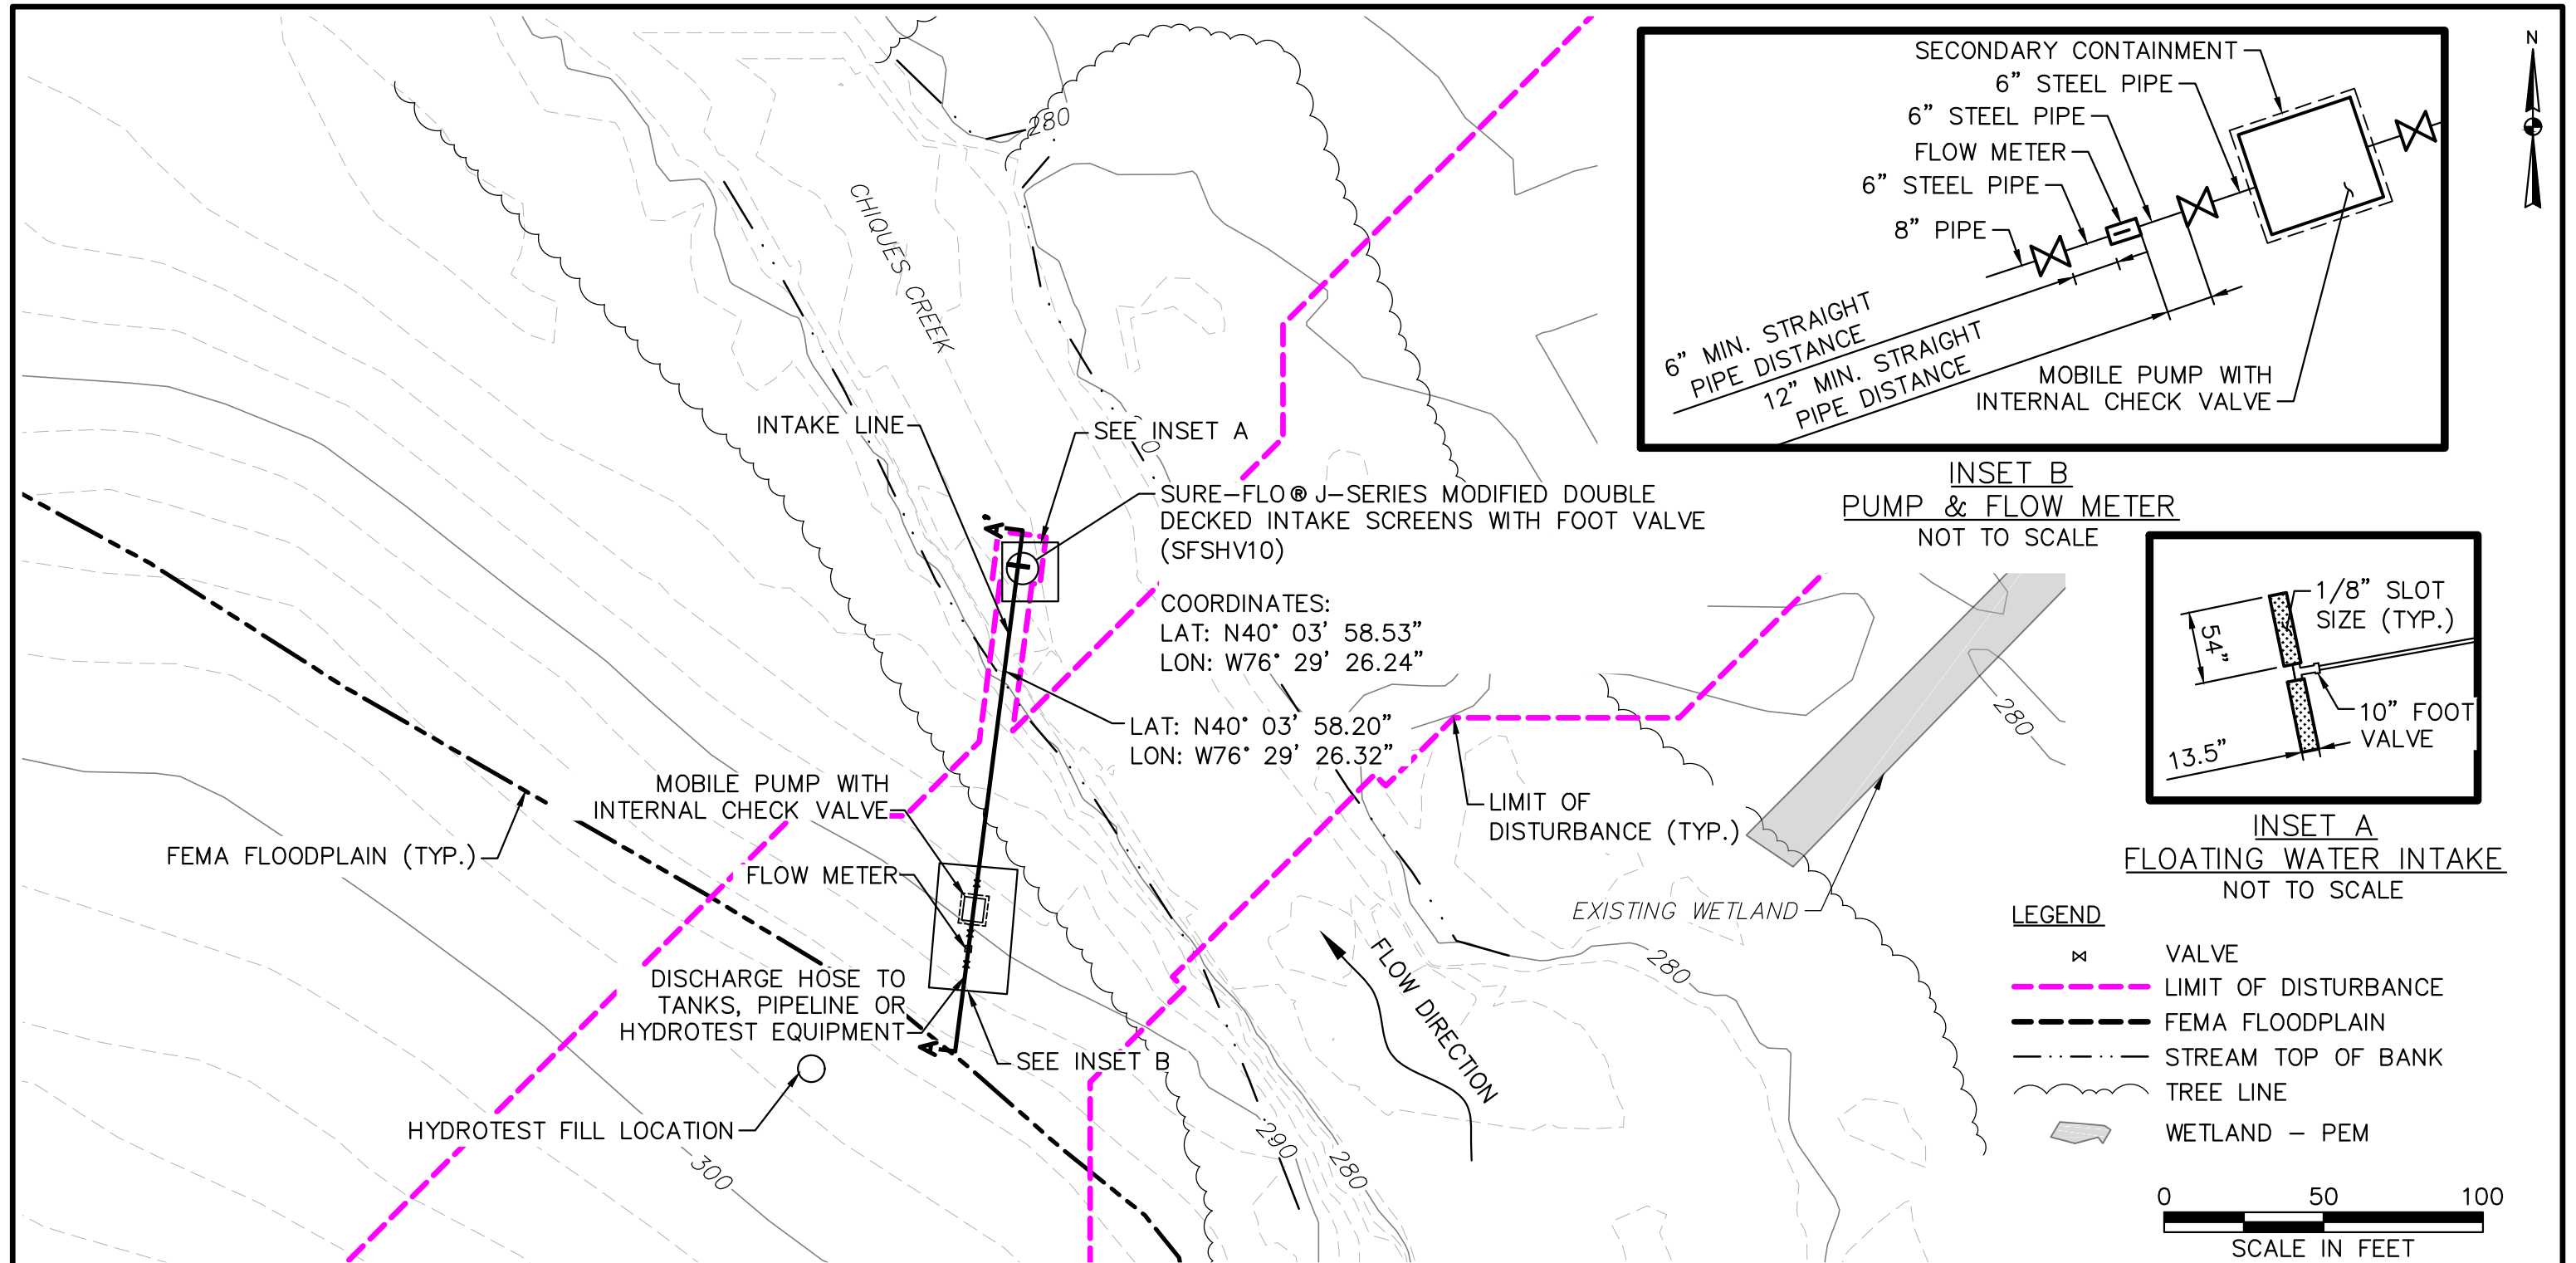 SECONDARY CONTAINMENT
6” STEEL PIPE
6” STEEL PIPE
FLOW METER
6” STEEL PIPE
8” PIPE
6” MIN. STRAIGHT
PIPE DISTANCE
12” MIN. STRAIGHT
PIPE DISTANCE
MOBILE PUMP WITH
INTERNAL CHECK VALVE
INSET B
PUMP & FLOW METER
NOT TO SCALE
N
280
CHIQUES CREEK
INTAKE LINE
SEE INSET A
0
SURE-FLO® J-SERIES MODIFIED DOUBLE
DECKED INTAKE SCREENS WITH FOOT VALVE
(SFSHV10)
COORDINATES:
LAT: N40° 03’ 58.53”
LON: W76° 29’ 26.24”
A’
LAT: N40° 03’ 58.20”
LON: W76° 29’ 26.32”
MOBILE PUMP WITH
INTERNAL CHECK VALVE
FEMA FLOODPLAIN (TYP.)
FLOW METER
DISCHARGE HOSE TO
TANKS, PIPELINE OR
HYDROTEST EQUIPMENT
A
SEE INSET B
HYDROTEST FILL LOCATION
300
290
280
FLOW DIRECTION
LIMIT OF
DISTURBANCE (TYP.)
EXISTING WETLAND
280
280
1/8” SLOT
SIZE (TYP.)
54”
10” FOOT
VALVE
13.5”
INSET A
FLOATING WATER INTAKE
NOT TO SCALE
LEGEND
VALVE
LIMIT OF DISTURBANCE
FEMA FLOODPLAIN
STREAM TOP OF BANK
TREE LINE
WETLAND - PEM
0 50 100
SCALE IN FEET